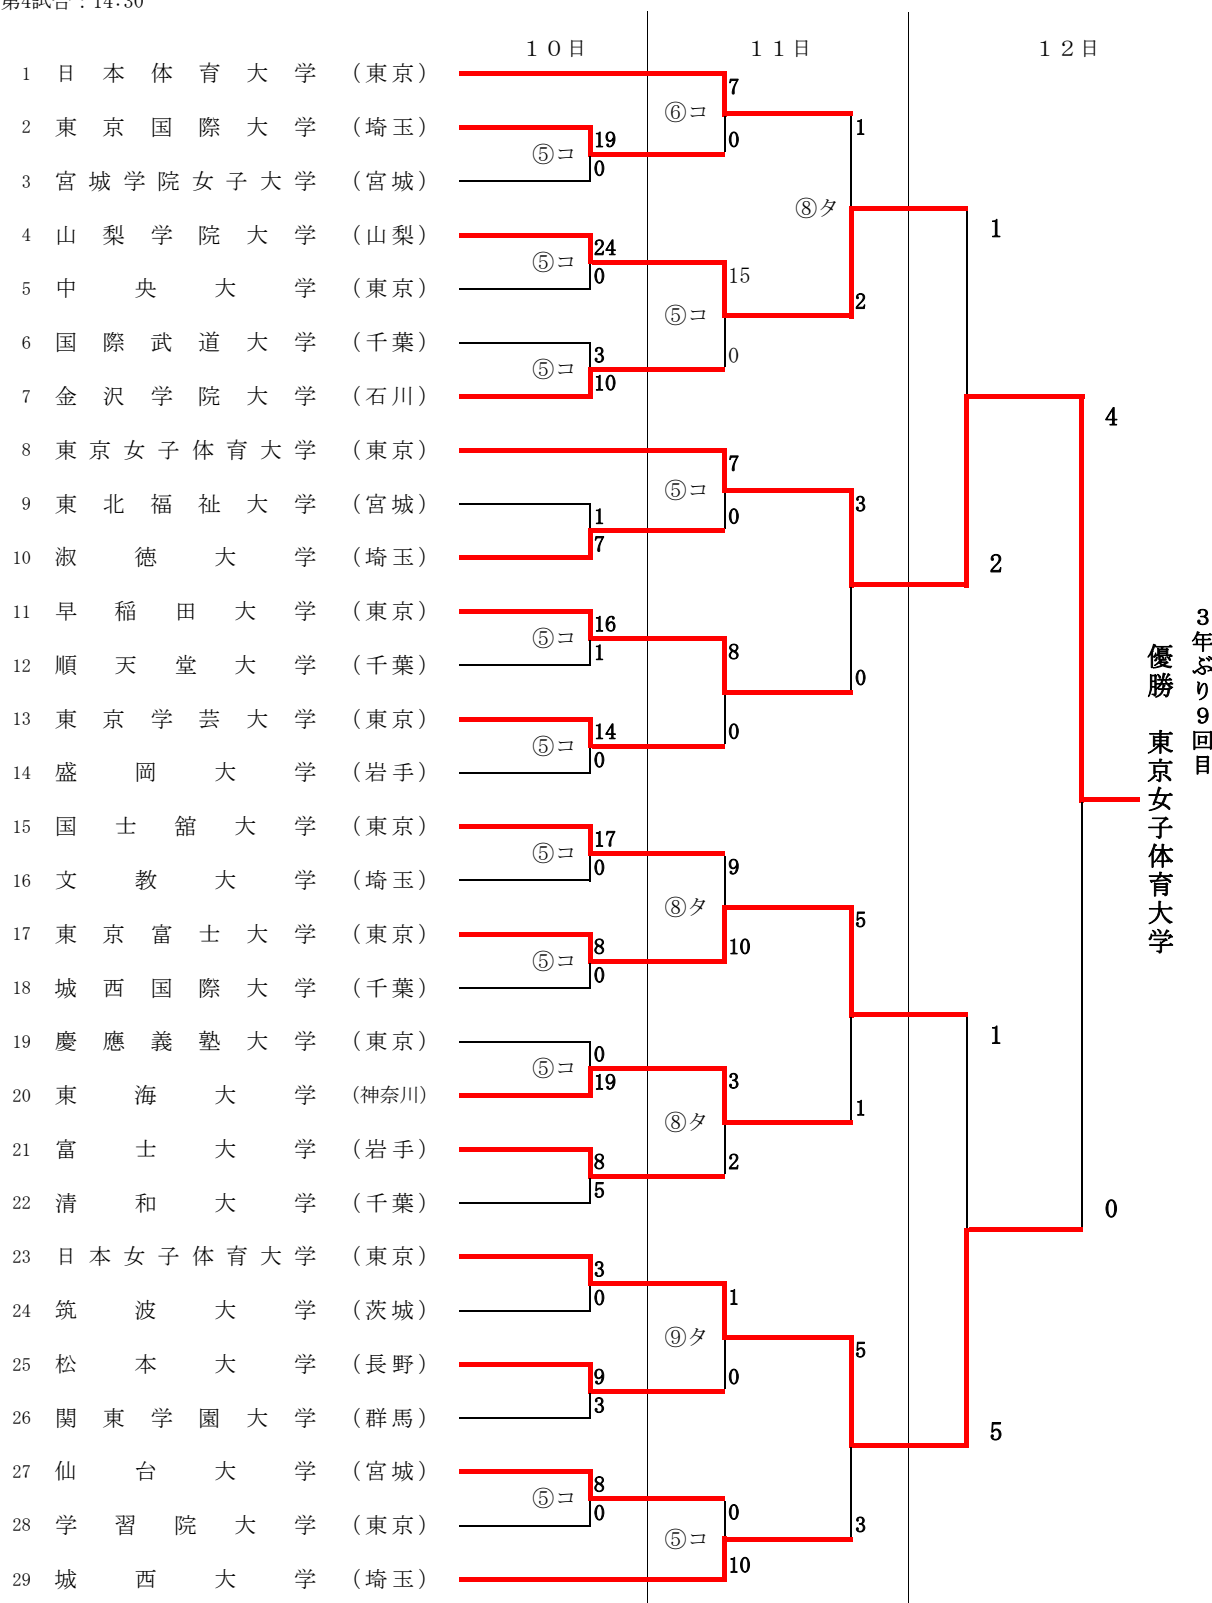 第4試合：14:30
１０日 １１日 １２日
1 日本体育大学 (東京)
7
⑥コ
2 東京国際大学 (埼玉)
19
0
1
⑤コ
0
3 宮城学院女子大学 (宮城)
⑧タ
4 山梨学院大学 (山梨)
24
1
⑤コ
0
15
5 中央大学 (東京)
2
⑤コ
6 国際武道大学 (千葉)
3
0
⑤コ
10
7 金沢学院大学 (石川)
4
8 東京女子体育大学 (東京)
7
⑤コ
9 東北福祉大学 (宮城)
3
1
0
7
10 淑徳大学 (埼玉)
2
11 早稲田大学 (東京)
16
⑤コ
1
8
12 順天堂大学 (千葉)
0
13 東京学芸大学 (東京)
14
0
⑤コ
0
14 盛岡大学 (岩手)
３年ぶり９回目
優勝 東京女子体育大学
15 国士舘大学 (東京)
17
⑤コ
0
9
16 文教大学 (埼玉)
⑧タ
5
17 東京富士大学 (東京)
8
10
⑤コ
0
18 城西国際大学 (千葉)
1
19 慶應義塾大学 (東京)
0
⑤コ
19
3
20 東海大学 (神奈川)
1
⑧タ
21 富士大学 (岩手)
8
2
5
22 清和大学 (千葉)
0
23 日本女子体育大学 (東京)
3
0
1
24 筑波大学 (茨城)
⑨タ
5
25 松本大学 (長野)
9
0
3
26 関東学園大学 (群馬)
5
27 仙台大学 (宮城)
8
⑤コ
0
0
28 学習院大学 (東京)
3
⑤コ
10
29 城西大学 (埼玉)